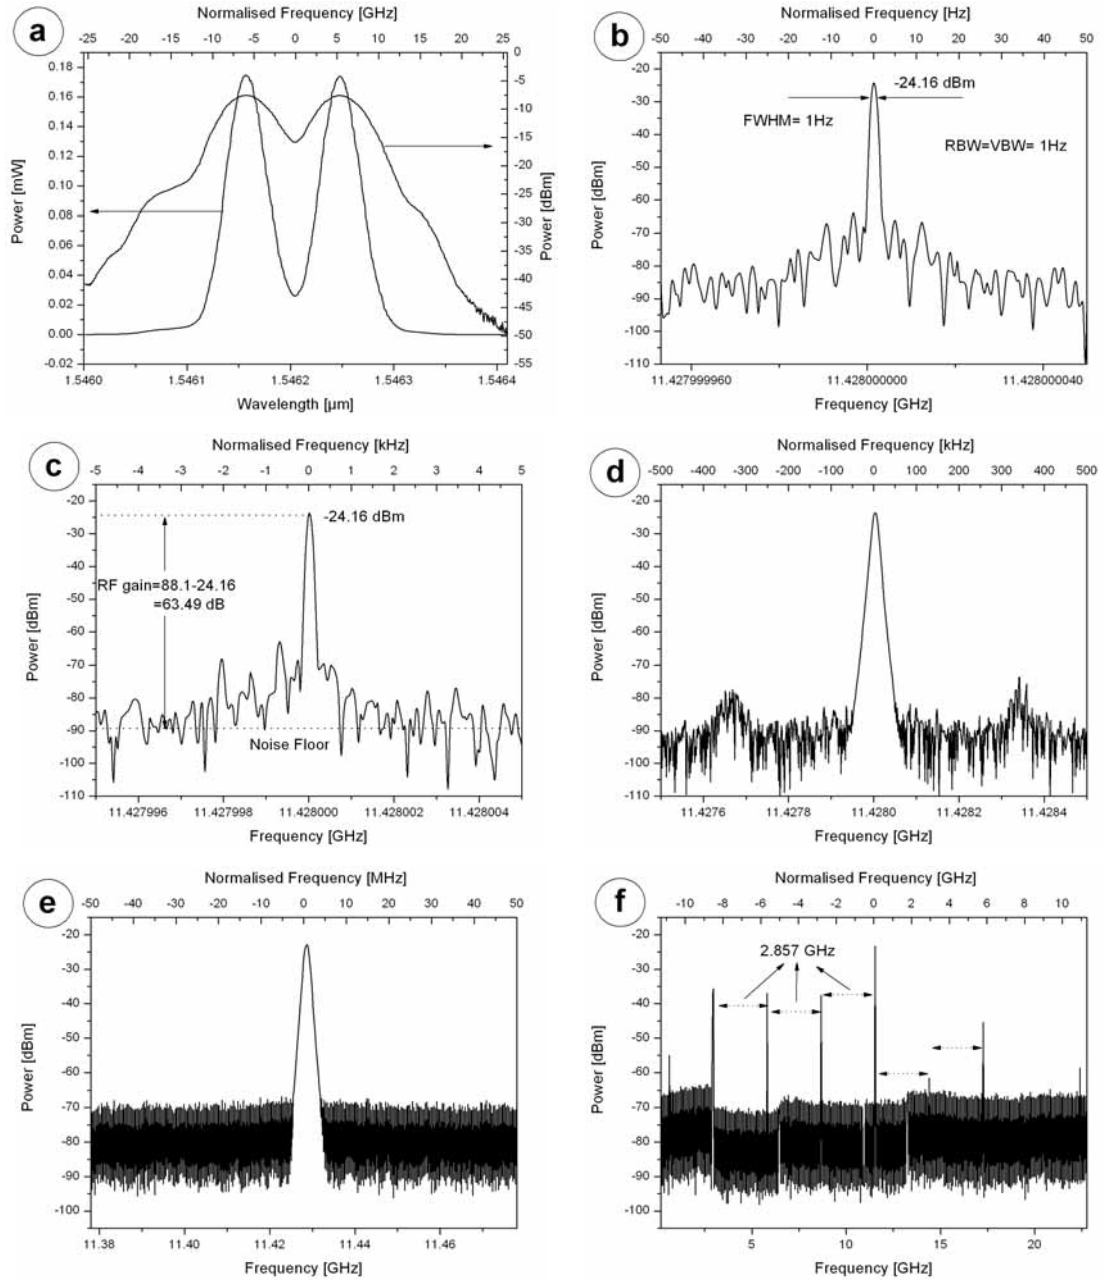 a
Normalised Frequency [GHz]
-25 -20 -15 -10 -5 0 5 10 15 20 25
0.18
0.16
0.14
0.12
0.10
0.08
0.06
0.04
0.02
0.00
-0.02
Power [mW]
0
-5
-10
-15
-20
-25
-30
-35
-40
-45
-50
-55
Power [dBm]
1.5460 1.5461 1.5462 1.5463 1.5464
Wavelength [µm]
b
Normalised Frequency [Hz]
-50 -40 -30 -20 -10 0 10 20 30 40 50
-20
-30
-40
-50
-60
-70
-80
-90
-100
-110
Power [dBm]
-24.16 dBm
FWHM= 1Hz
RBW=VBW= 1Hz
11.427999960 11.428000000 11.428000040
Frequency [GHz]
c
Normalised Frequency [kHz]
-5 -4 -3 -2 -1 0 1 2 3 4 5
-20
-30
-40
-50
-60
-70
-80
-90
-100
-110
Power [dBm]
-24.16 dBm
RF gain=88.1-24.16
=63.49 dB
Noise Floor
11.427996 11.427998 11.428000 11.428002 11.428004
Frequency [GHz]
d
Normalised Frequency [kHz]
-500 -400 -300 -200 -100 0 100 200 300 400 500
-20
-30
-40
-50
-60
-70
-80
-90
-100
-110
Power [dBm]
11.4276 11.4278 11.4280 11.4282 11.4284
Frequency [GHz]
e
Normalised Frequency [MHz]
-50 -40 -30 -20 -10 0 10 20 30 40 50
-20
-30
-40
-50
-60
-70
-80
-90
-100
Power [dBm]
11.38 11.40 11.42 11.44 11.46
Frequency [GHz]
f
Normalised Frequency [GHz]
-10 -8 -6 -4 -2 0 2 4 6 8 10
-20
-30
-40
-50
-60
-70
-80
-90
-100
Power [dBm]
2.857 GHz
5 10 15 20
Frequency [GHz]